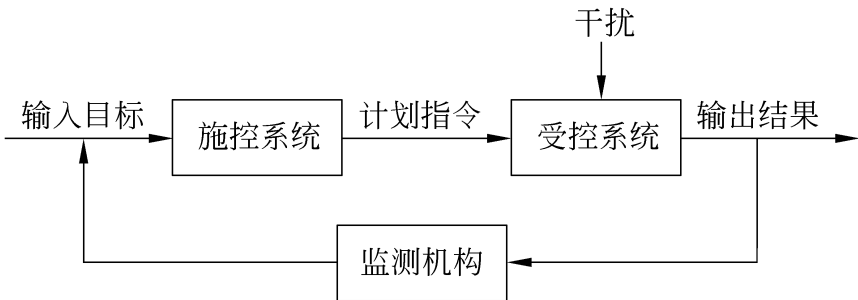 干扰
输入目标
施控系统
计划指令
受控系统
输出结果
监测机构